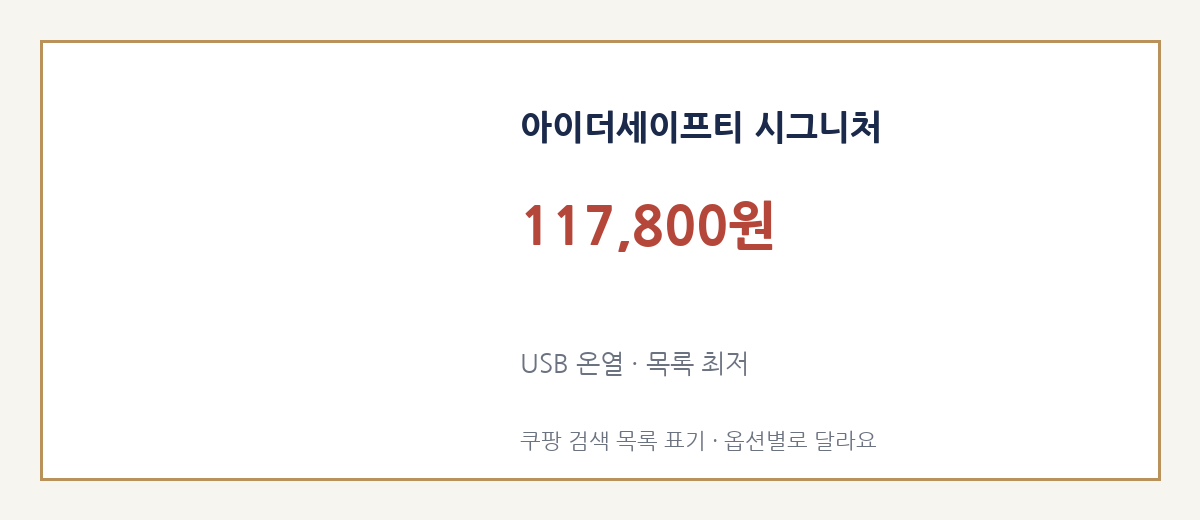 아이더세이프티 시그니처
117,800원
USB 온열 · 목록 최저
쿠팡 검색 목록 표기 · 옵션별로 달라요